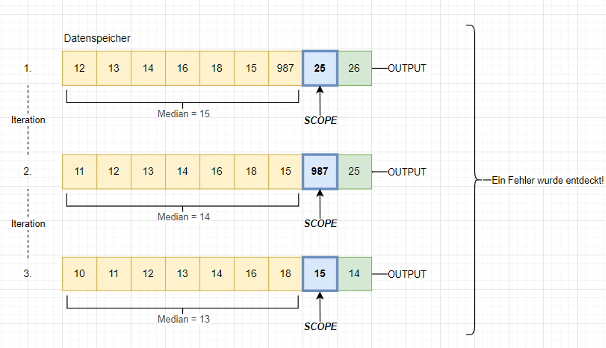 Datenspeicher
1. 12 13 14 16 18 15 987 25 26 OUTPUT
Median = 15
SCOPE
Iteration
2. 11 12 13 14 16 18 15 987 25 OUTPUT
Ein Fehler wurde entdeckt!
Median = 14
SCOPE
Iteration
3. 10 11 12 13 14 16 18 15 14 OUTPUT
Median = 13
SCOPE